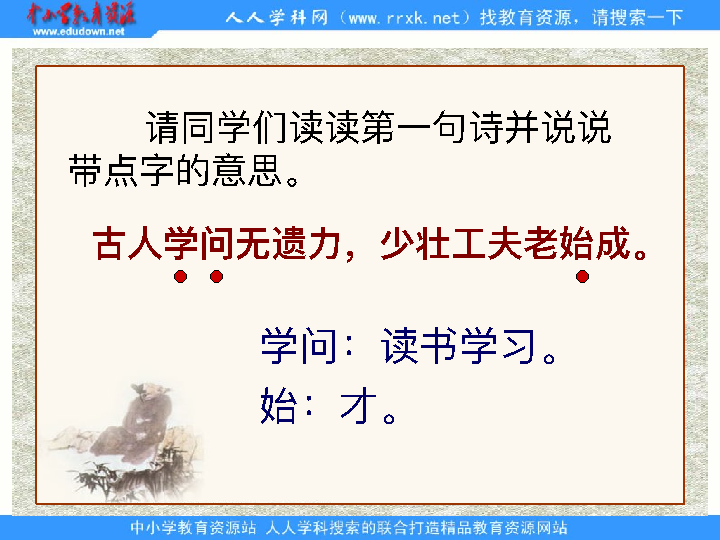 中小学教育资源
www.edudown.net
人人学科网（www.rrxk.net）找教育资源，请搜索一下
请同学们读读第一句诗并说说
带点字的意思。
古人学问无遗力，少壮工夫老始成。
学问：读书学习。
始：才。
中小学教育资源站 人人学科搜索的联合打造精品教育资源网站